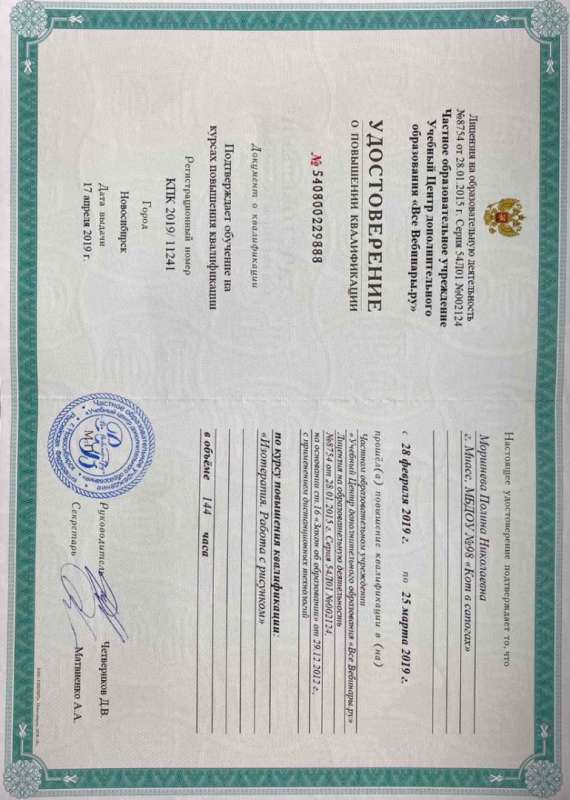 Лицензия на образовательную деятельность
№8754 от 28.01.2015 г. Серия 54Л01 №002124
Частное образовательное учреждение
Учебный Центр дополнительного
образования «Все Вебинары.ру»
УДОСТОВЕРЕНИЕ
О ПОВЫШЕНИИ КВАЛИФИКАЦИИ
№ 540800229888
Документ о квалификации
Подтверждает обучение на
курсах повышения квалификации
Регистрационный номер
КПК 2019/ 11241
Город
Новосибирск
Дата выдачи
17 апреля 2019 г.
Настоящее удостоверение подтверждает то, что
Моринева Полина Николаевна
г. Миасс, МБДОУ №98 «Кот в сапогах»
с 28 февраля 2019 г. по 25 марта 2019 г.
прошёл(а) повышение квалификации в (на)
Частном образовательном учреждении
«Учебный Центр дополнительного образования «Все Вебинары.ру»
Лицензия на образовательную деятельность
№8754 от 28.01.2015 г. Серия 54Л01 №002124,
на основании ст.16 «Закон об образовании» от 29.12.2012 г.,
с применением дистанционных технологий
по курсу повышения квалификации:
«Изотерапия. Работа с рисунком»
в объёме 144 часа
М.П.
Руководитель Четвериков Д.В
Секретарь Матвиенко А.А.